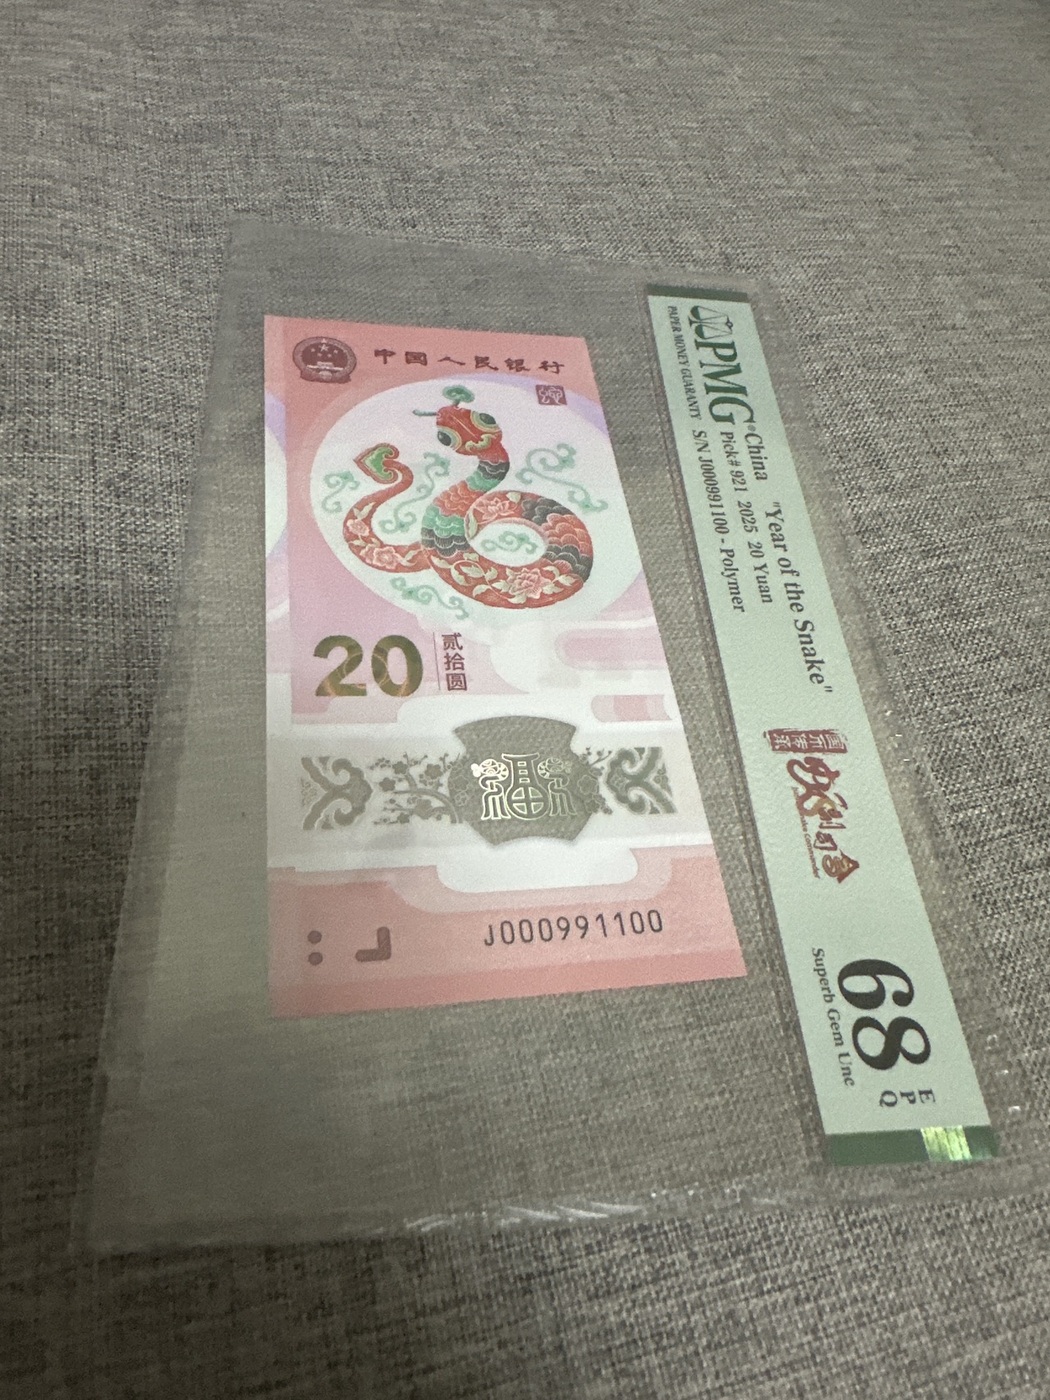 中国人民银行
20
贰拾圆
J000991100
PMG
PAPER MONEY GUARANTY
China "Year of the Snake"
Pick# 921 2025 20 Yuan
S/N J000991100 - Polymer
68
EPQ
Superb Gem Unc